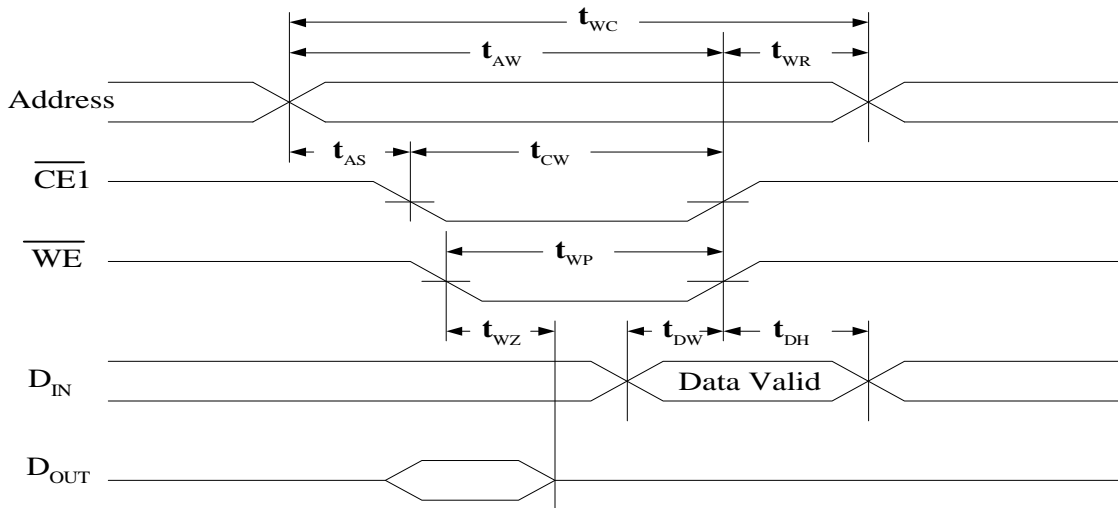 tWC
tAW tWR
Address
tAS tCW
CE1
WE
tWP
tWZ tDW tDH
DIN Data Valid
DOUT